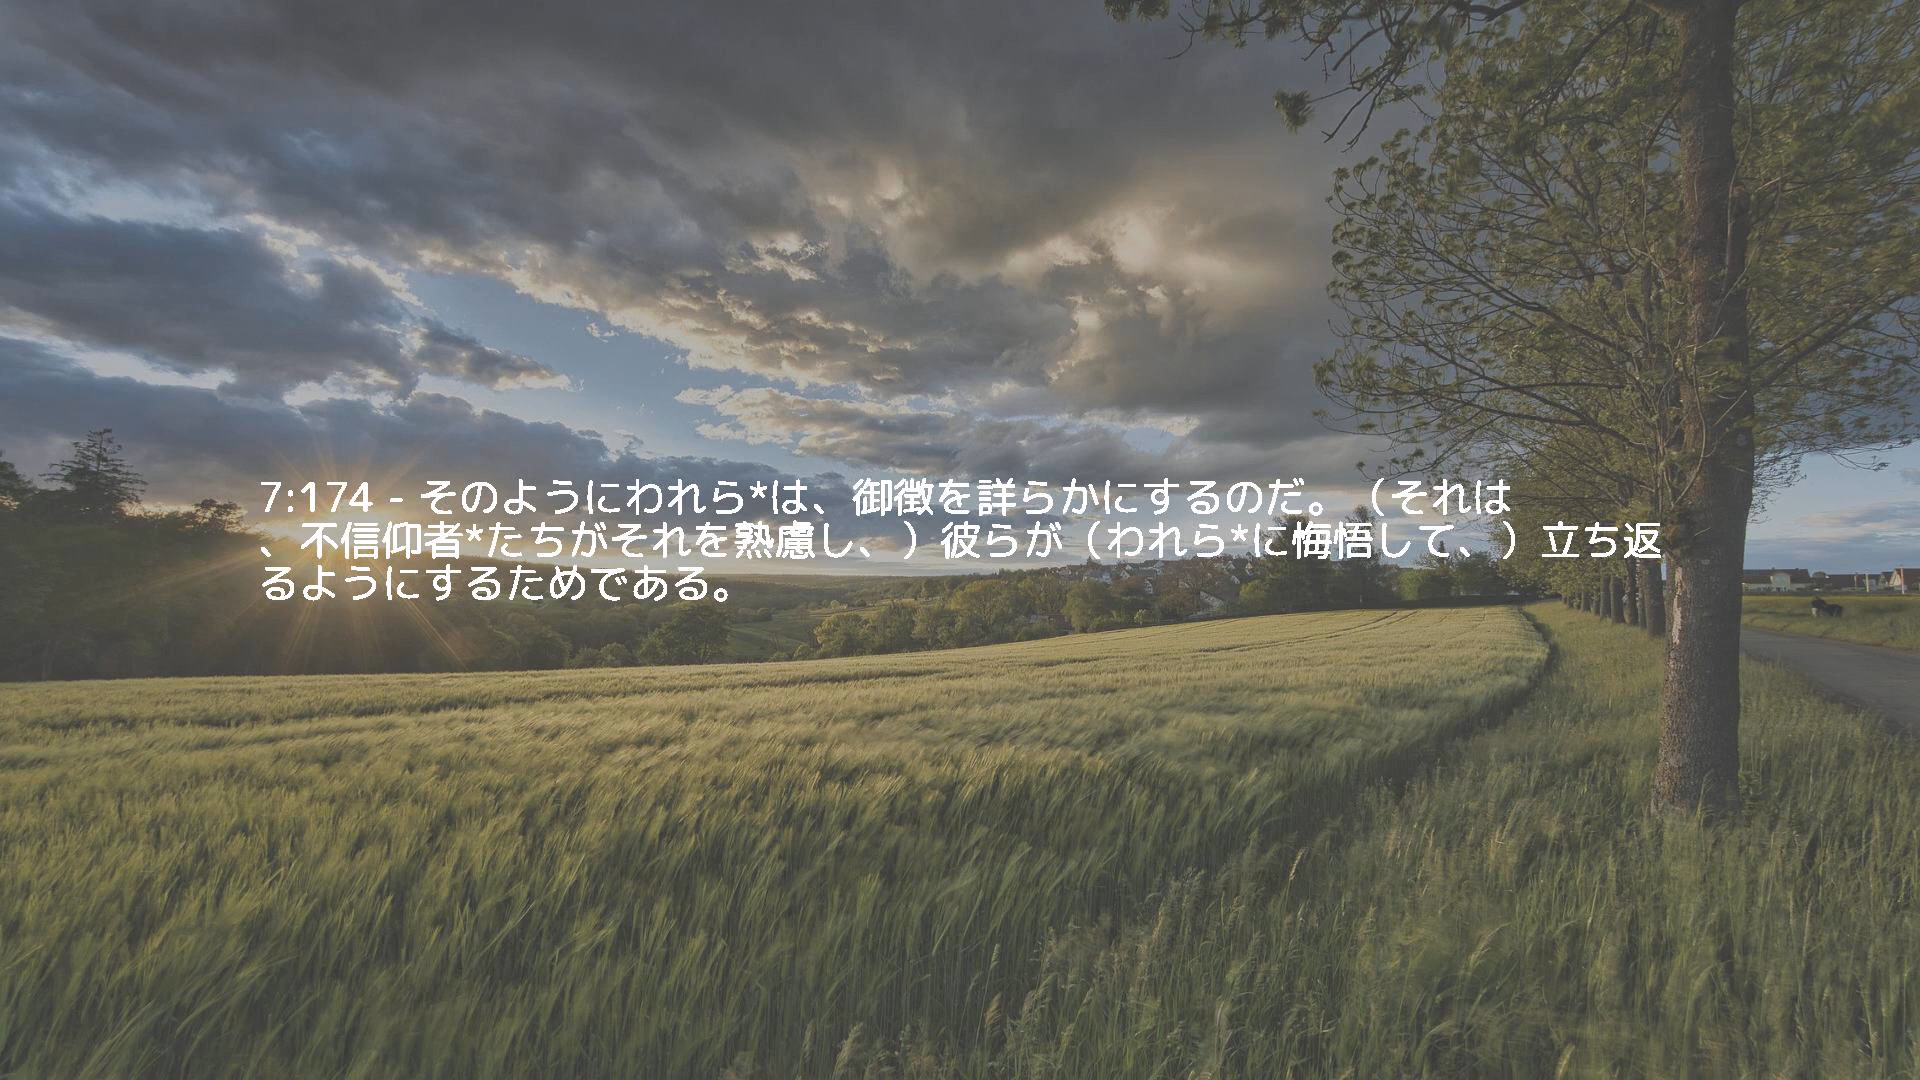 7:174 - そのようにわれら*は、御徴を詳らかにするのだ。（それは
、不信仰者*たちがそれを熟慮し、）彼らが（われら*に悔悟して、）立ち返
るようにするためである。